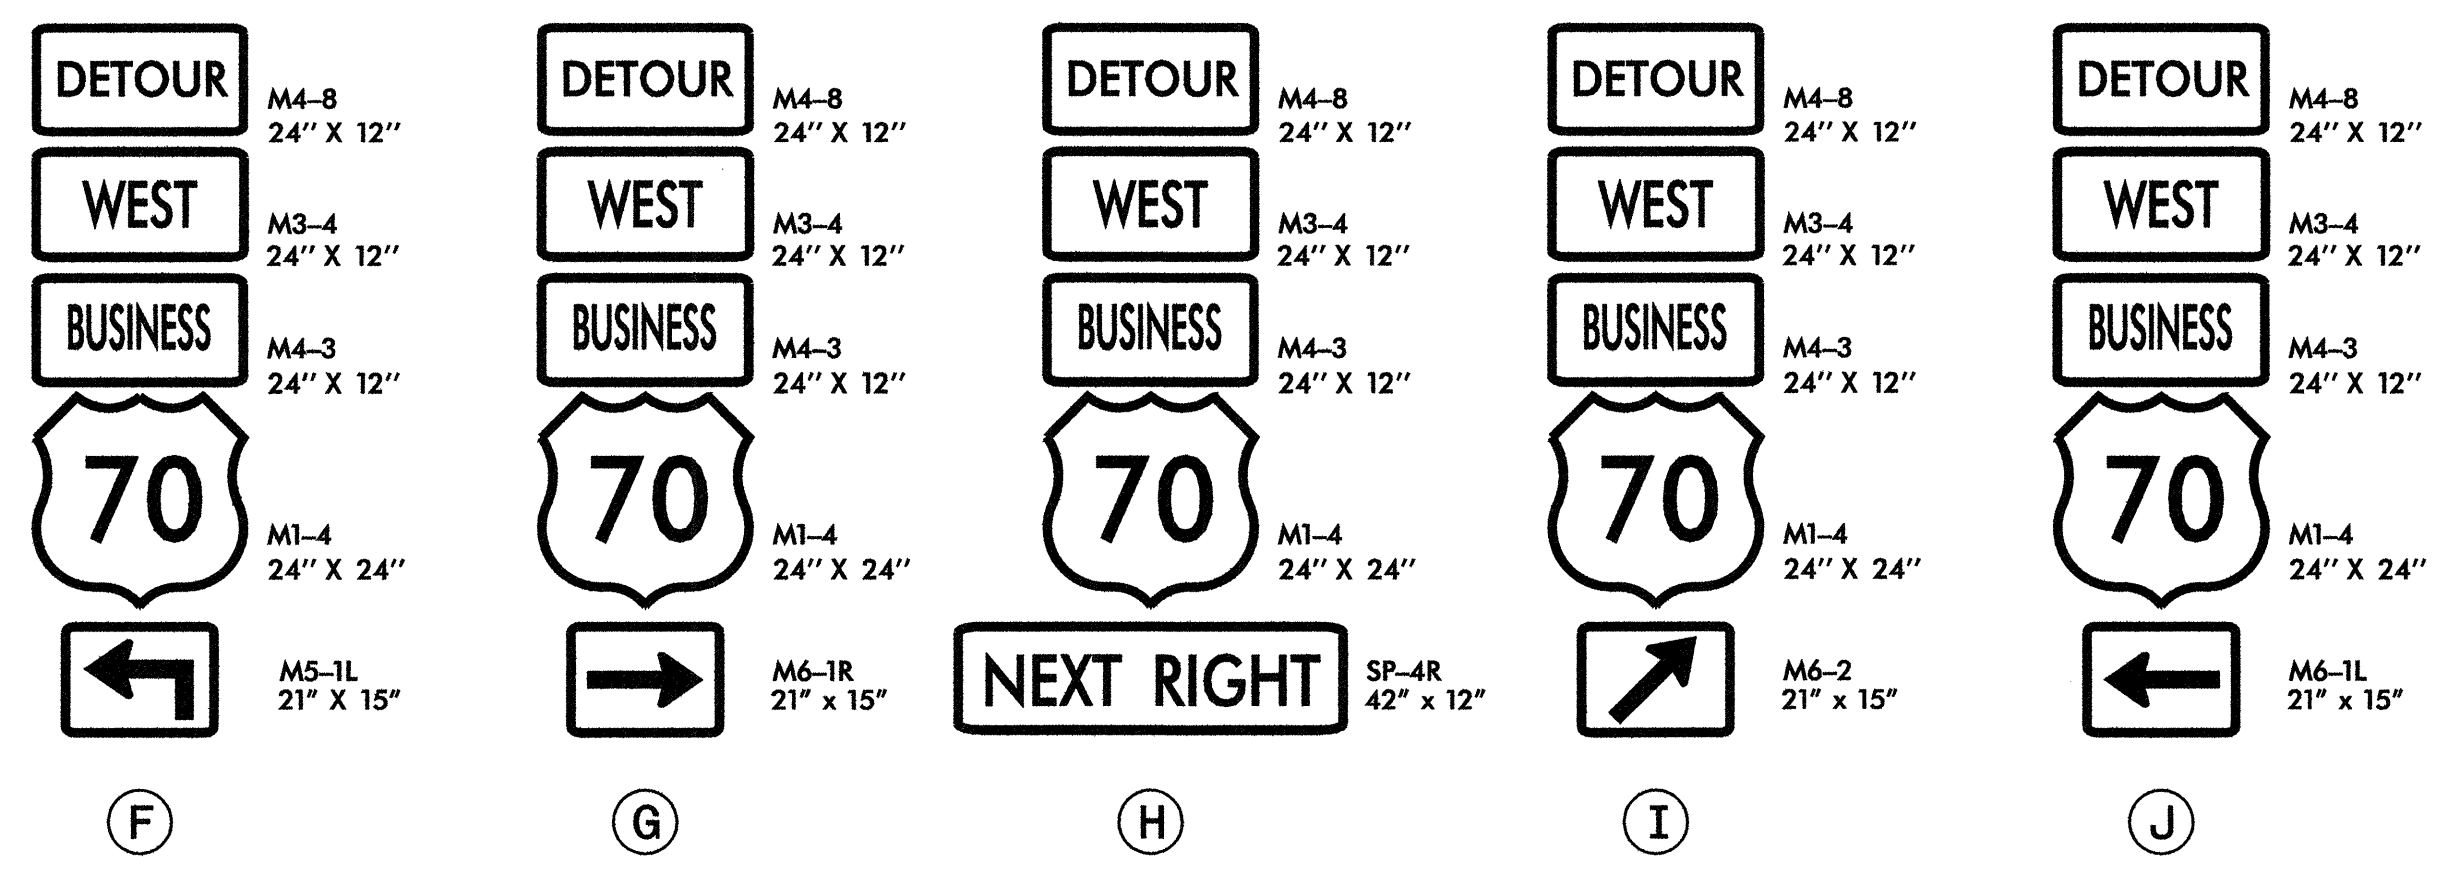 DETOUR
M4-8
24" X 12"
WEST
M3-4
24" X 12"
BUSINESS
M4-3
24" X 12"
70
M1-4
24" X 24"
M5-1L
21" X 15"
F
DETOUR
M4-8
24" X 12"
WEST
M3-4
24" X 12"
BUSINESS
M4-3
24" X 12"
70
M1-4
24" X 24"
M6-1R
21" x 15"
G
DETOUR
M4-8
24" X 12"
WEST
M3-4
24" X 12"
BUSINESS
M4-3
24" X 12"
70
M1-4
24" X 24"
NEXT RIGHT
SP-4R
42" x 12"
H
DETOUR
M4-8
24" X 12"
WEST
M3-4
24" X 12"
BUSINESS
M4-3
24" X 12"
70
M1-4
24" X 24"
M6-2
21" x 15"
I
DETOUR
M4-8
24" X 12"
WEST
M3-4
24" X 12"
BUSINESS
M4-3
24" X 12"
70
M1-4
24" X 24"
M6-1L
21" x 15"
J